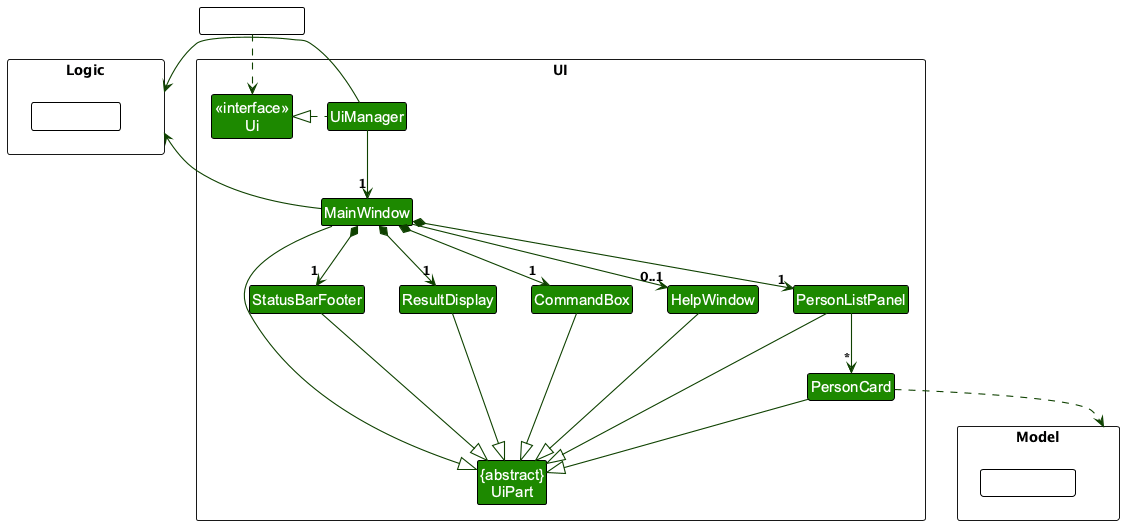 Logic
UI
«interface»
Ui
UiManager
1
MainWindow
1
1
1
0..1
1
StatusBarFooter
ResultDisplay
CommandBox
HelpWindow
PersonListPanel
*
PersonCard
Model
{abstract}
UiPart